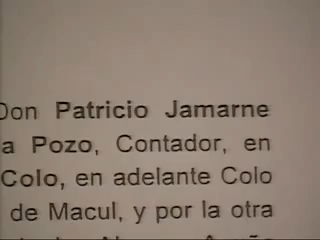 Don Patricio Jamarne
a Pozo, Contador, en
Colo, en adelante Colo
de Macul, y por la otra